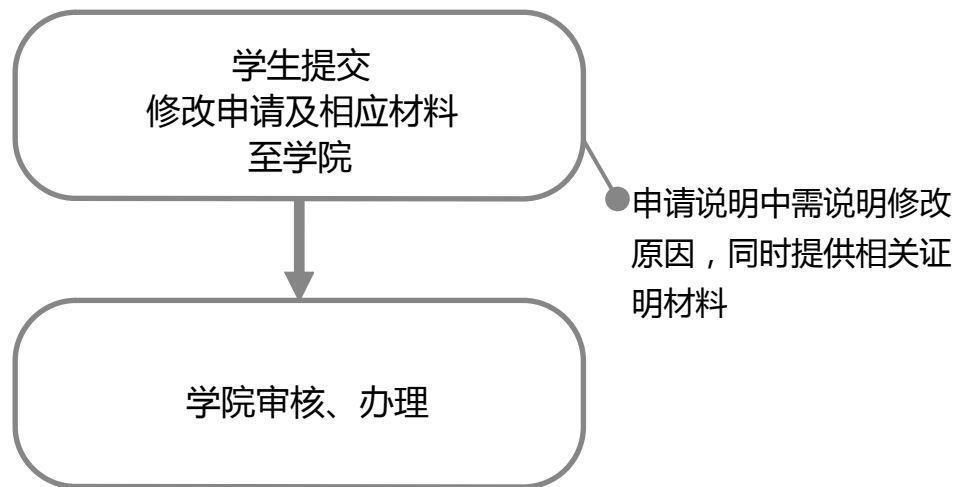 学生提交
修改申请及相应材料
至学院
申请说明中需说明修改
原因，同时提供相关证
明材料
学院审核、办理